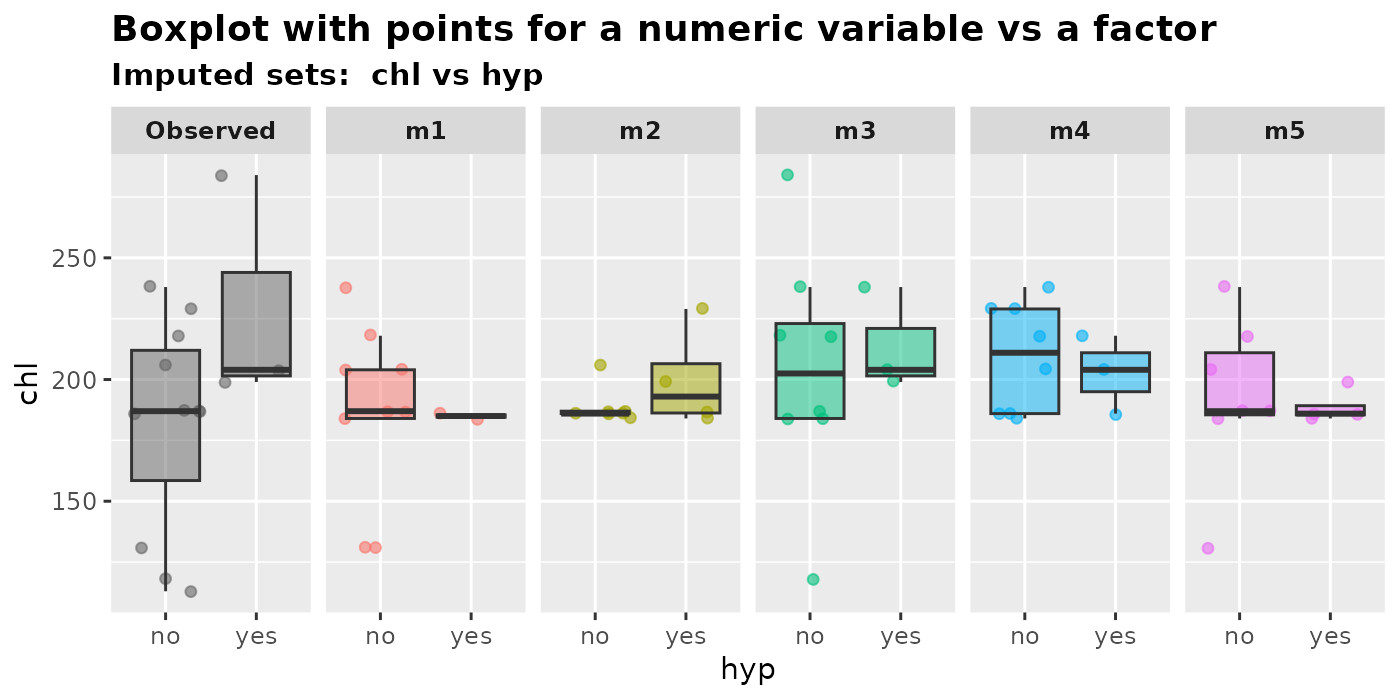 Boxplot with points for a numeric variable vs a factor
Imputed sets:  chl vs hyp
Observed m1 m2 m3 m4 m5
250
200
150
chl
no yes no yes no yes no yes no yes no yes
hyp